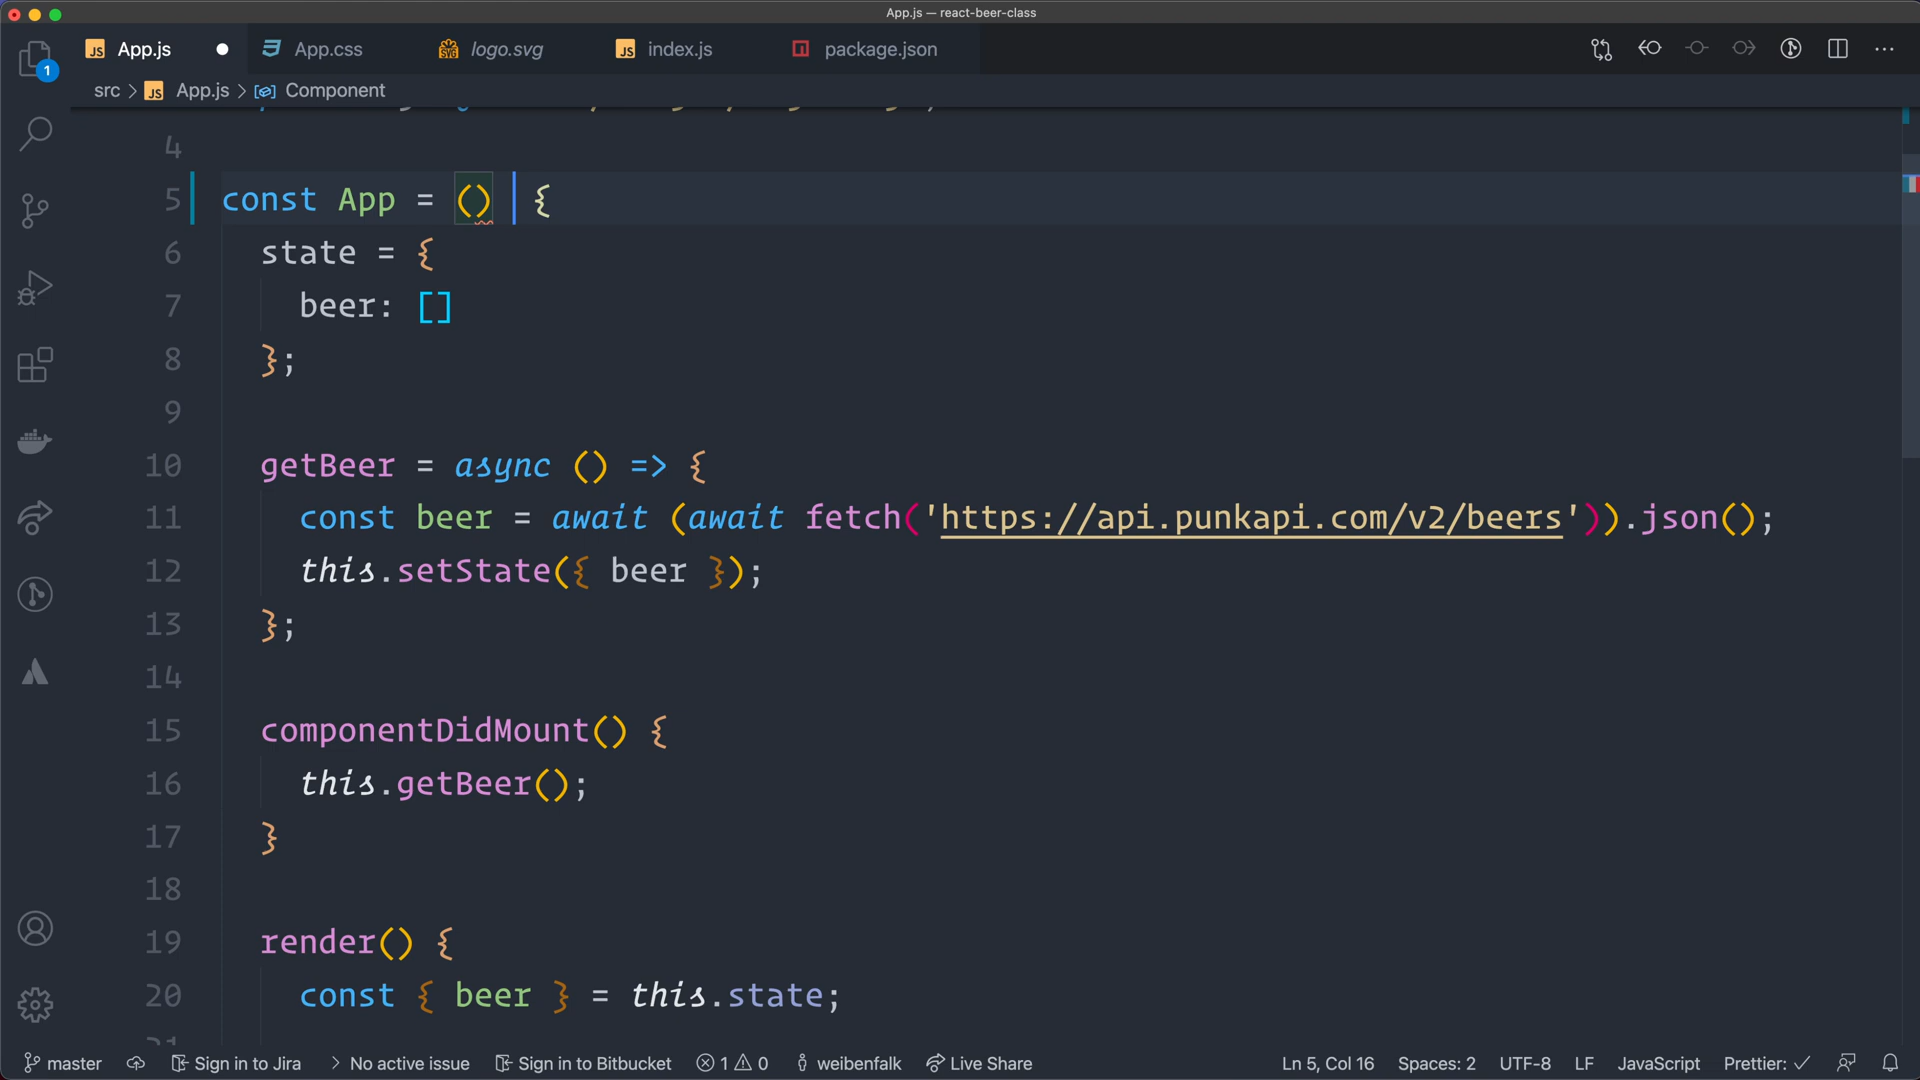 App.js — react-beer-class
App.js App.css logo.svg index.js package.json
1
src > App.js > Component
4
5 const App = () {
6 state = {
7 beer: []
8 };
9
10 getBeer = async () => {
11 const beer = await (await fetch('https://api.punkapi.com/v2/beers')).json();
12 this.setState({ beer });
13 };
14
15 componentDidMount() {
16 this.getBeer();
17 }
18
19 render() {
20 const { beer } = this.state;
master Sign in to Jira > No active issue Sign in to Bitbucket 1 0 weibenfalk Live Share Ln 5, Col 16 Spaces: 2 UTF-8 LF JavaScript Prettier: ✓